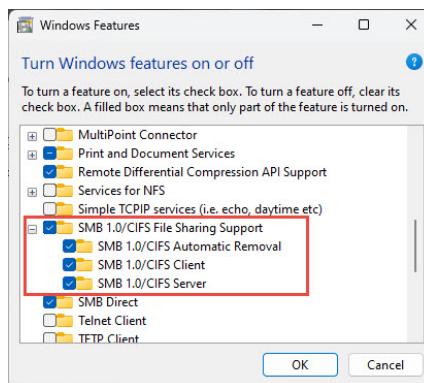 Windows Features
Turn Windows features on or off
To turn a feature on, select its check box. To turn a feature off, clear its
check box. A filled box means that only part of the feature is turned on.
MultiPoint Connector
Print and Document Services
Remote Differential Compression API Support
Services for NFS
Simple TCPIP services (i.e. echo, daytime etc)
SMB 1.0/CIFS File Sharing Support
SMB 1.0/CIFS Automatic Removal
SMB 1.0/CIFS Client
SMB 1.0/CIFS Server
SMB Direct
Telnet Client
TFTP Client
OK Cancel